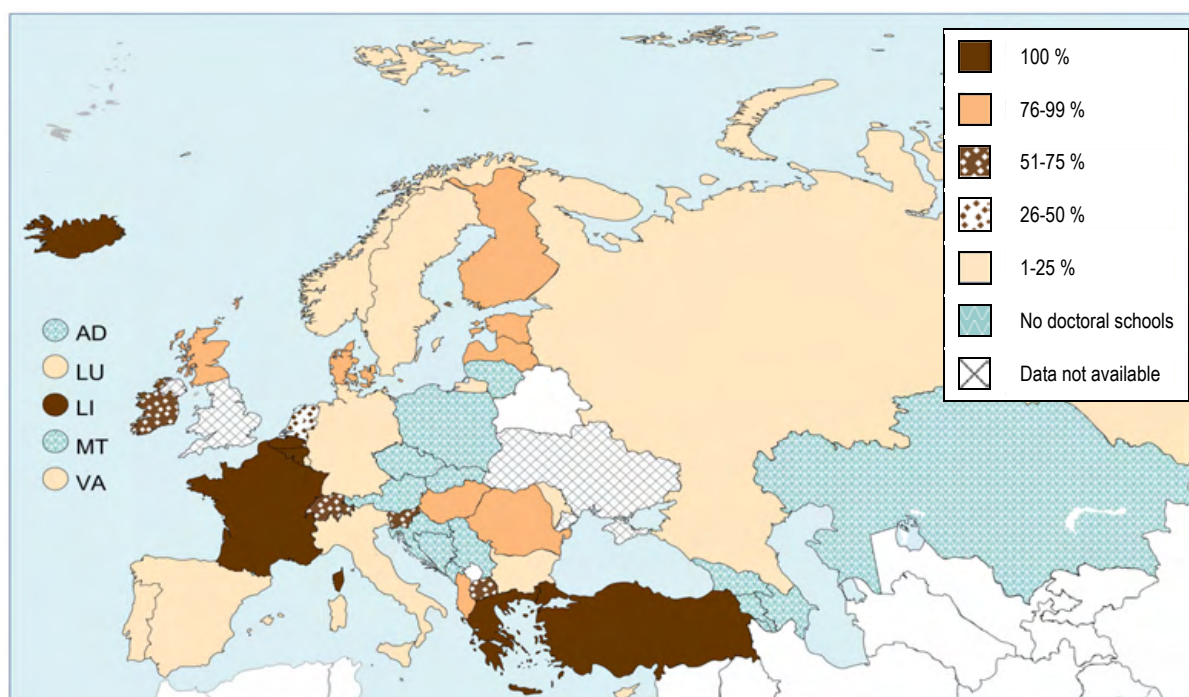 100 %
76-99 %
51-75 %
26-50 %
1-25 %
No doctoral schools
Data not available
AD
LU
LI
MT
VA